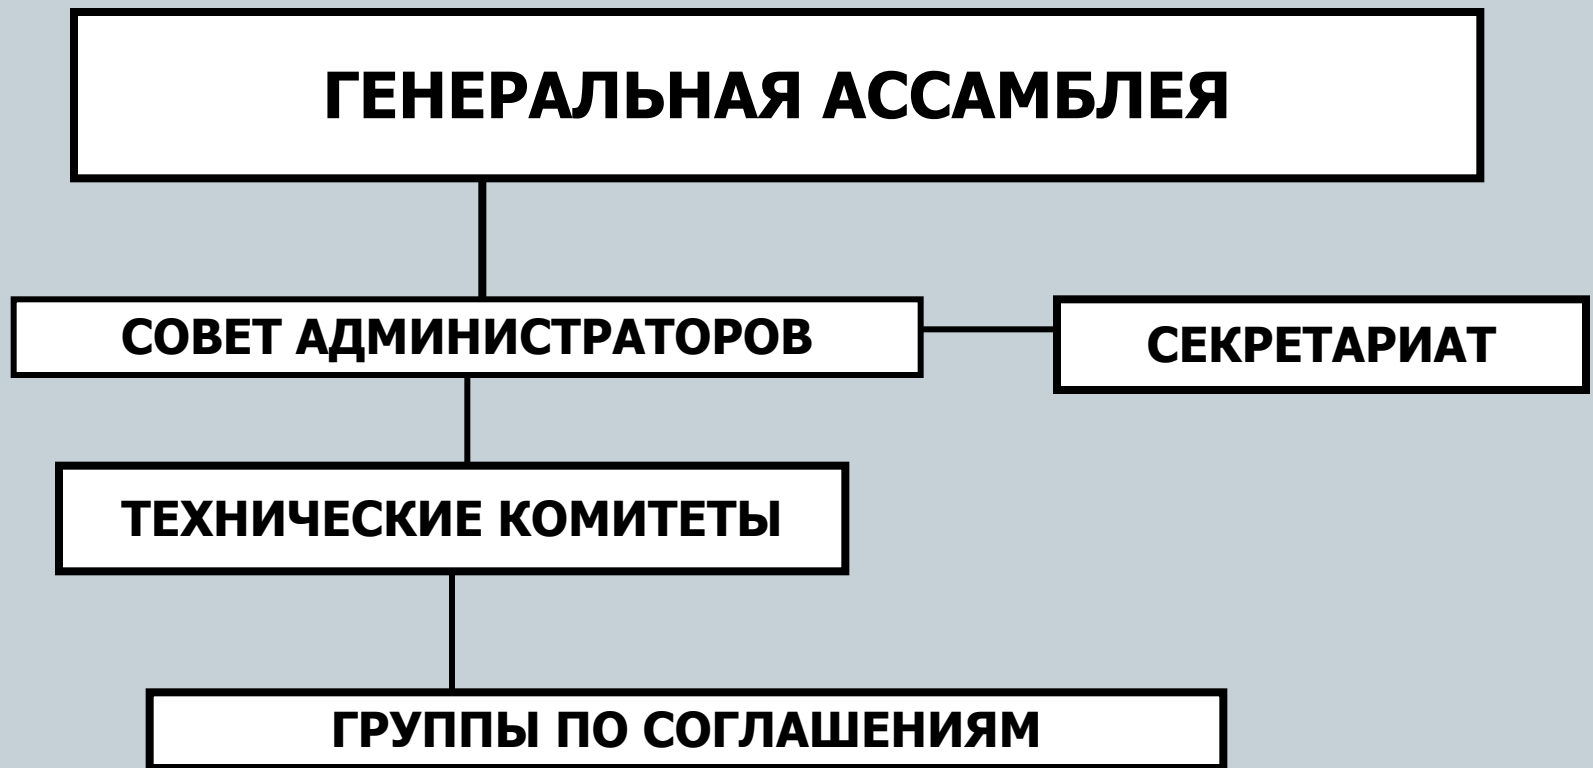 ГЕНЕРАЛЬНАЯ АССАМБЛЕЯ
СОВЕТ АДМИНИСТРАТОРОВ
СЕКРЕТАРИАТ
ТЕХНИЧЕСКИЕ КОМИТЕТЫ
ГРУППЫ ПО СОГЛАШЕНИЯМ